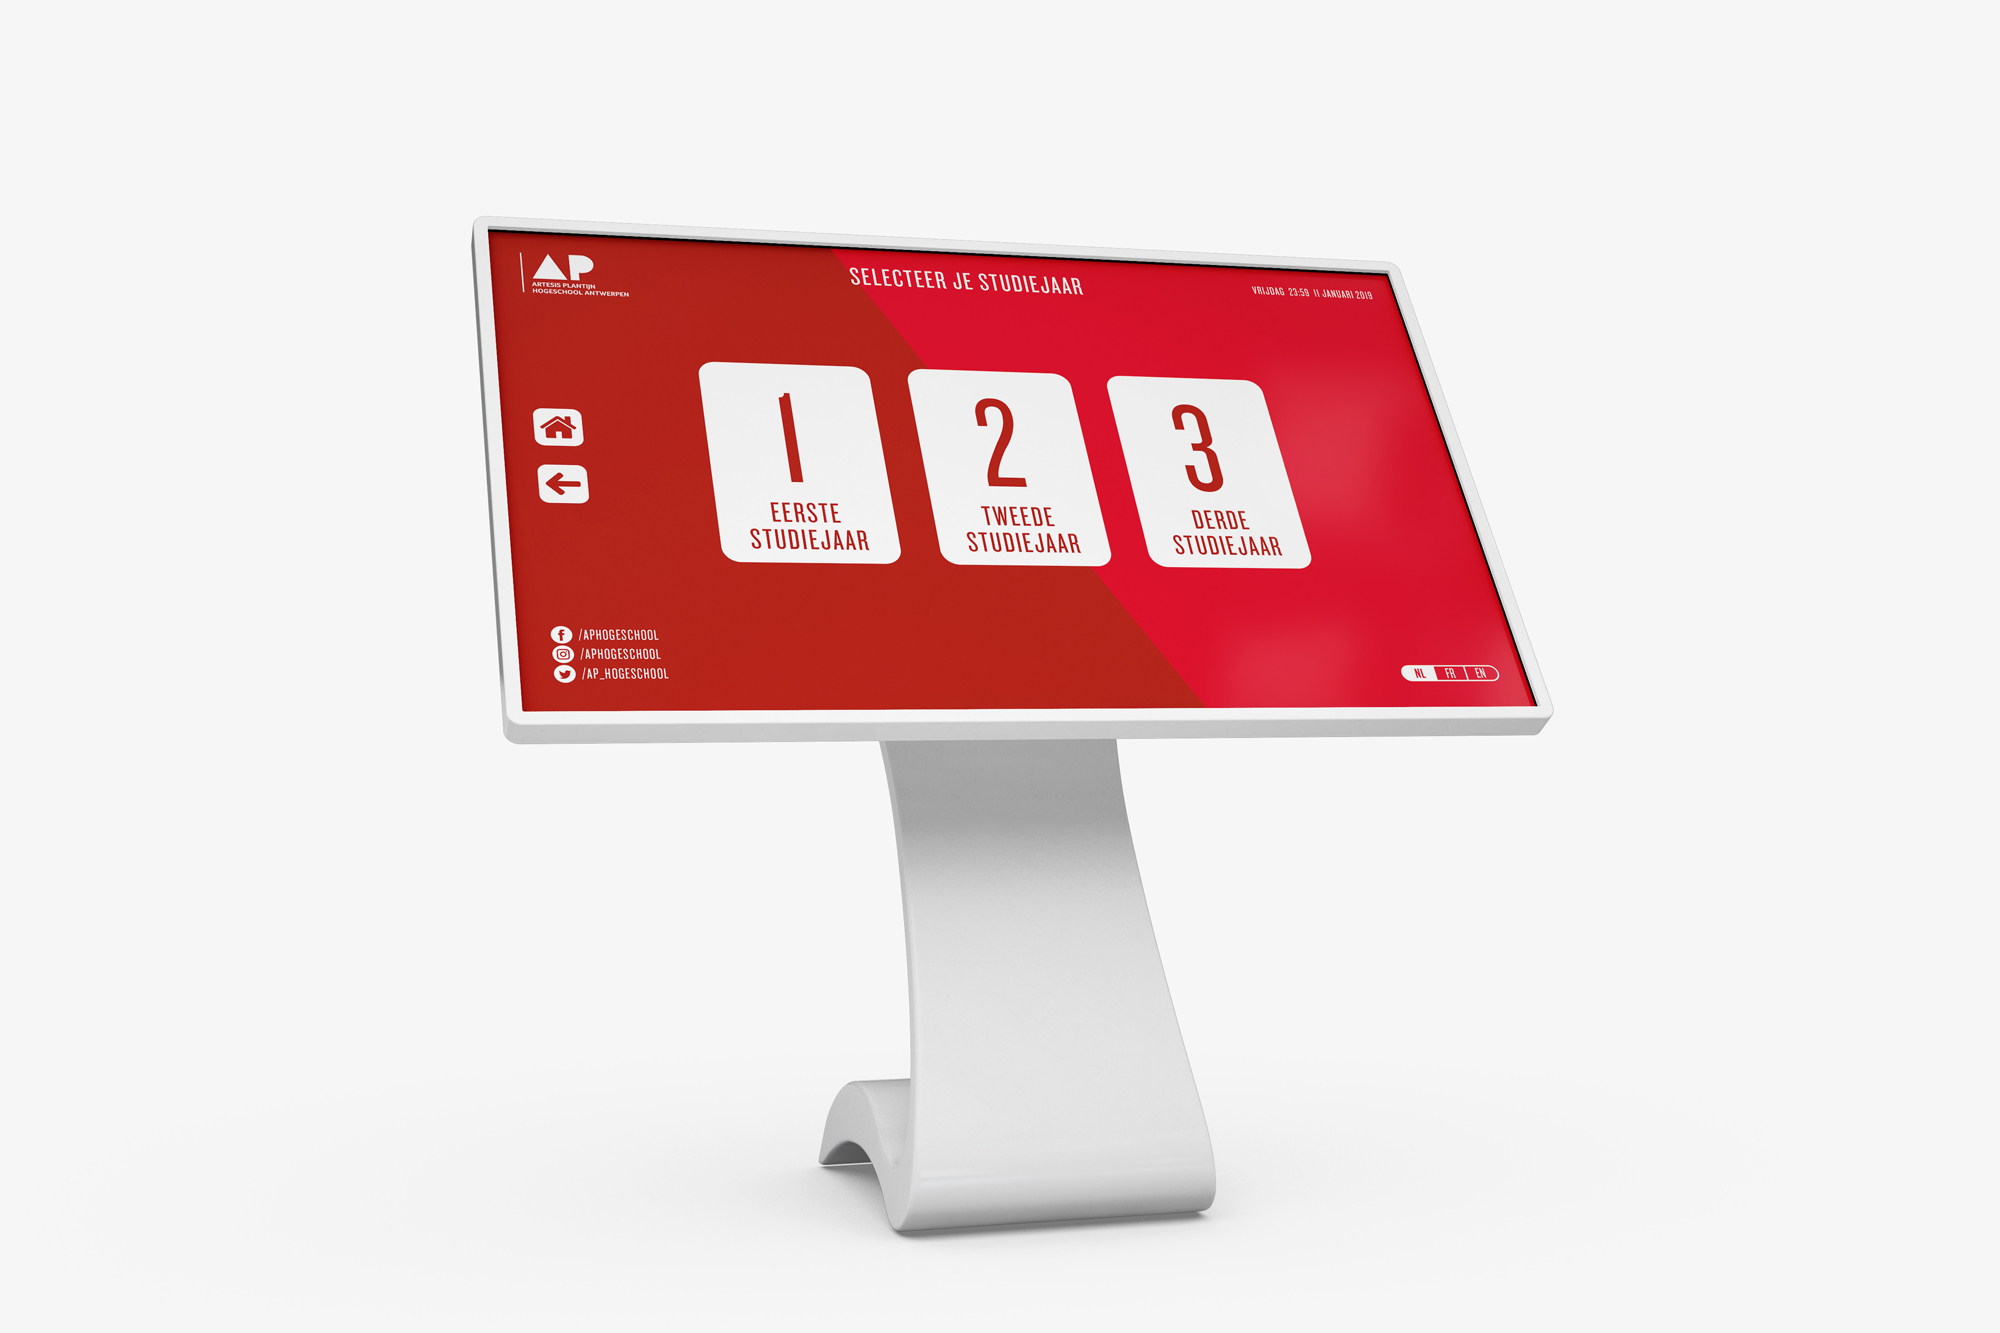 AP
ARTESIS PLANTIJN
HOGESCHOOL ANTWERPEN
SELECTEER JE STUDIEJAAR
VRIJDAG 23:59 11 JANUARI 2019
1
EERSTE
STUDIEJAAR
2
TWEEDE
STUDIEJAAR
3
DERDE
STUDIEJAAR
/APHOGESCHOOL
/APHOGESCHOOL
/AP_HOGESCHOOL
NL FR EN